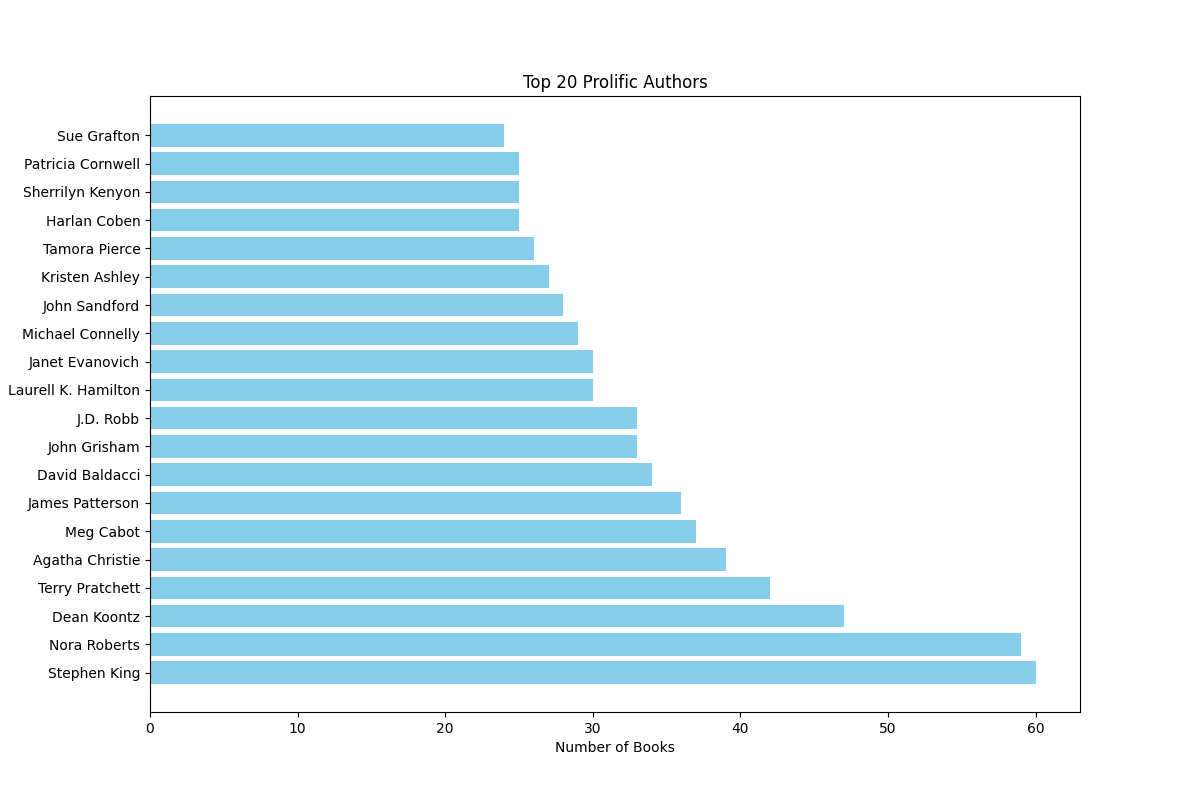 Top 20 Prolific Authors
Sue Grafton
Patricia Cornwell
Sherrilyn Kenyon
Harlan Coben
Tamora Pierce
Kristen Ashley
John Sandford
Michael Connelly
Janet Evanovich
Laurell K. Hamilton
J.D. Robb
John Grisham
David Baldacci
James Patterson
Meg Cabot
Agatha Christie
Terry Pratchett
Dean Koontz
Nora Roberts
Stephen King
0 10 20 30 40 50 60
Number of Books